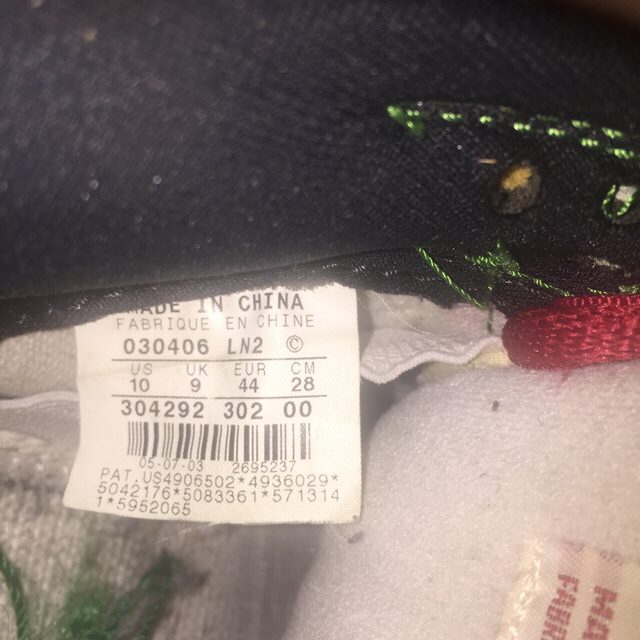 MADE IN CHINA
FABRIQUE EN CHINE
030406 LN2 ©
US UK EUR CM
10 9 44 28
304292 302 00
05-07-03 2695237
PAT.US4906502*4936029*
5042176*5083361*571314
*5952065